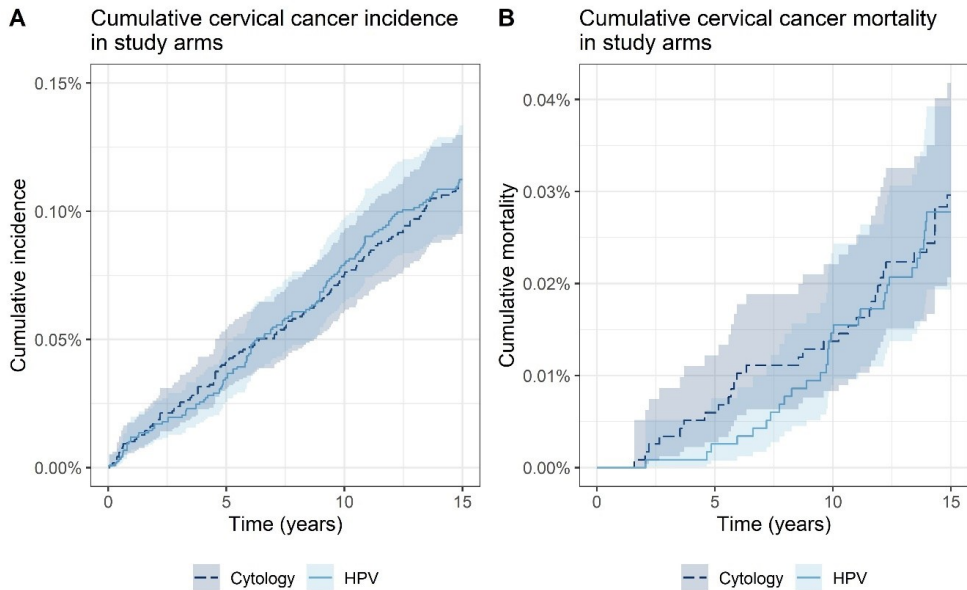 A
Cumulative cervical cancer incidence
in study arms
0.15%
0.10%
0.05%
0.00%
Cumulative incidence
0
5
10
15
Time (years)
B
Cumulative cervical cancer mortality
in study arms
0.04%
0.03%
0.02%
0.01%
0.00%
Cumulative mortality
0
5
10
15
Time (years)
Cytology
HPV
Cytology
HPV